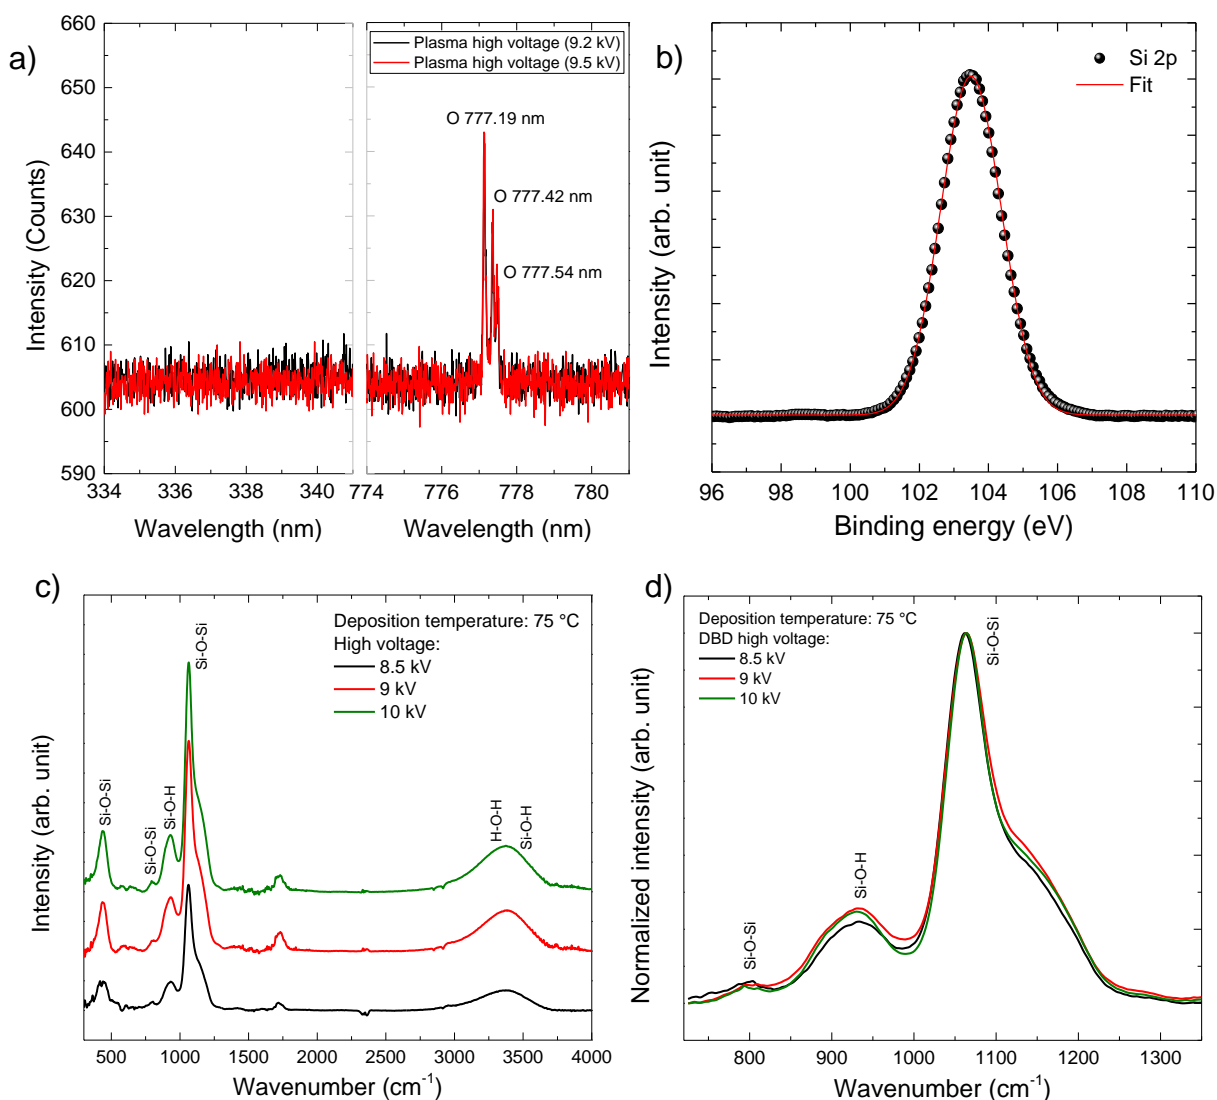 a)
660
650
640
630
620
610
600
590
Intensity (Counts)
334 336 338 340
774 776 778 780
Wavelength (nm)
Wavelength (nm)
Plasma high voltage (9.2 kV)
Plasma high voltage (9.5 kV)
O 777.19 nm
O 777.42 nm
O 777.54 nm
b)
Si 2p
Fit
Intensity (arb. unit)
96 98 100 102 104 106 108 110
Binding energy (eV)
c)
Deposition temperature: 75 °C
High voltage:
8.5 kV
9 kV
10 kV
Si-O-Si
Si-O-Si
Si-O-H
Si-O-Si
H-O-H
Si-O-H
Intensity (arb. unit)
500 1000 1500 2000 2500 3000 3500 4000
Wavenumber (cm⁻¹)
d)
Deposition temperature: 75 °C
DBD high voltage:
8.5 kV
9 kV
10 kV
Si-O-Si
Si-O-H
Si-O-Si
Normalized intensity (arb. unit)
800 900 1000 1100 1200 1300
Wavenumber (cm⁻¹)